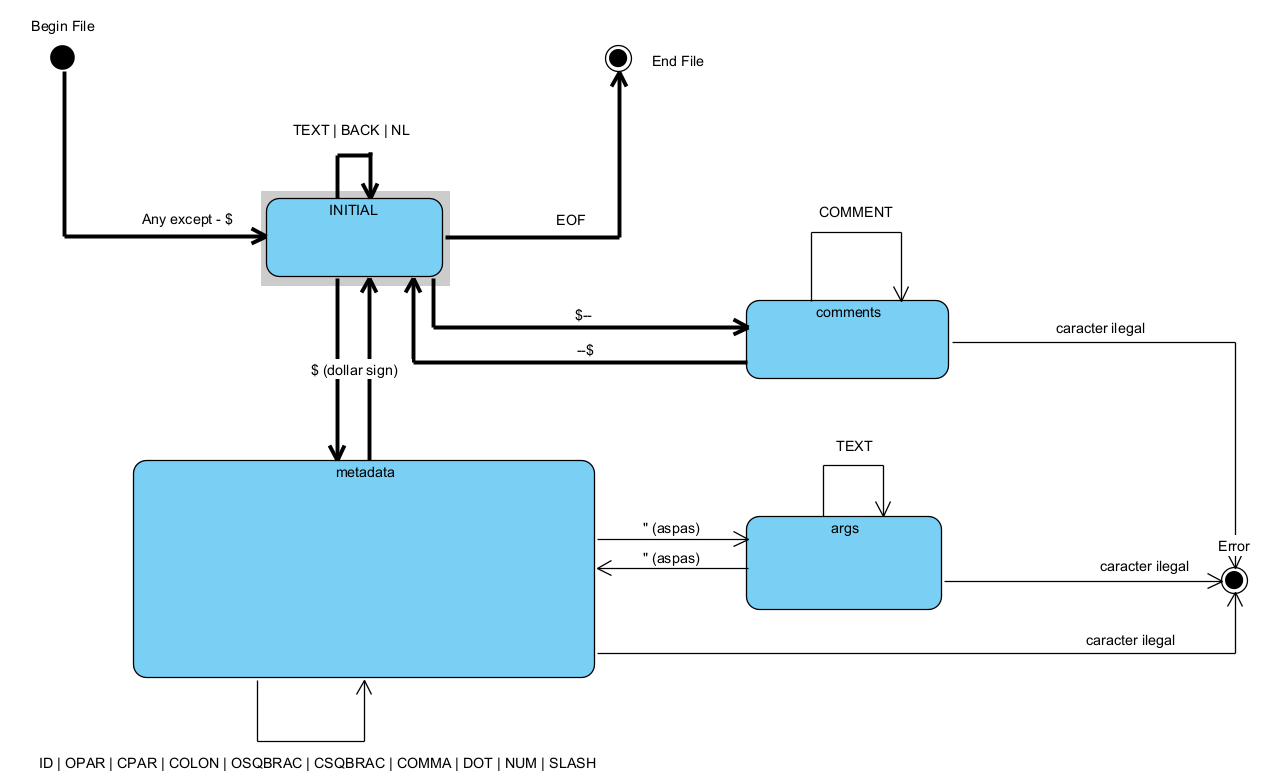 Begin File
End File
TEXT | BACK | NL
INITIAL
Any except - $
EOF
COMMENT
$--
comments
caracter ilegal
--$
$ (dollar sign)
TEXT
metadata
" (aspas)
args
" (aspas)
Error
caracter ilegal
caracter ilegal
ID | OPAR | CPAR | COLON | OSQBRAC | CSQBRAC | COMMA | DOT | NUM | SLASH